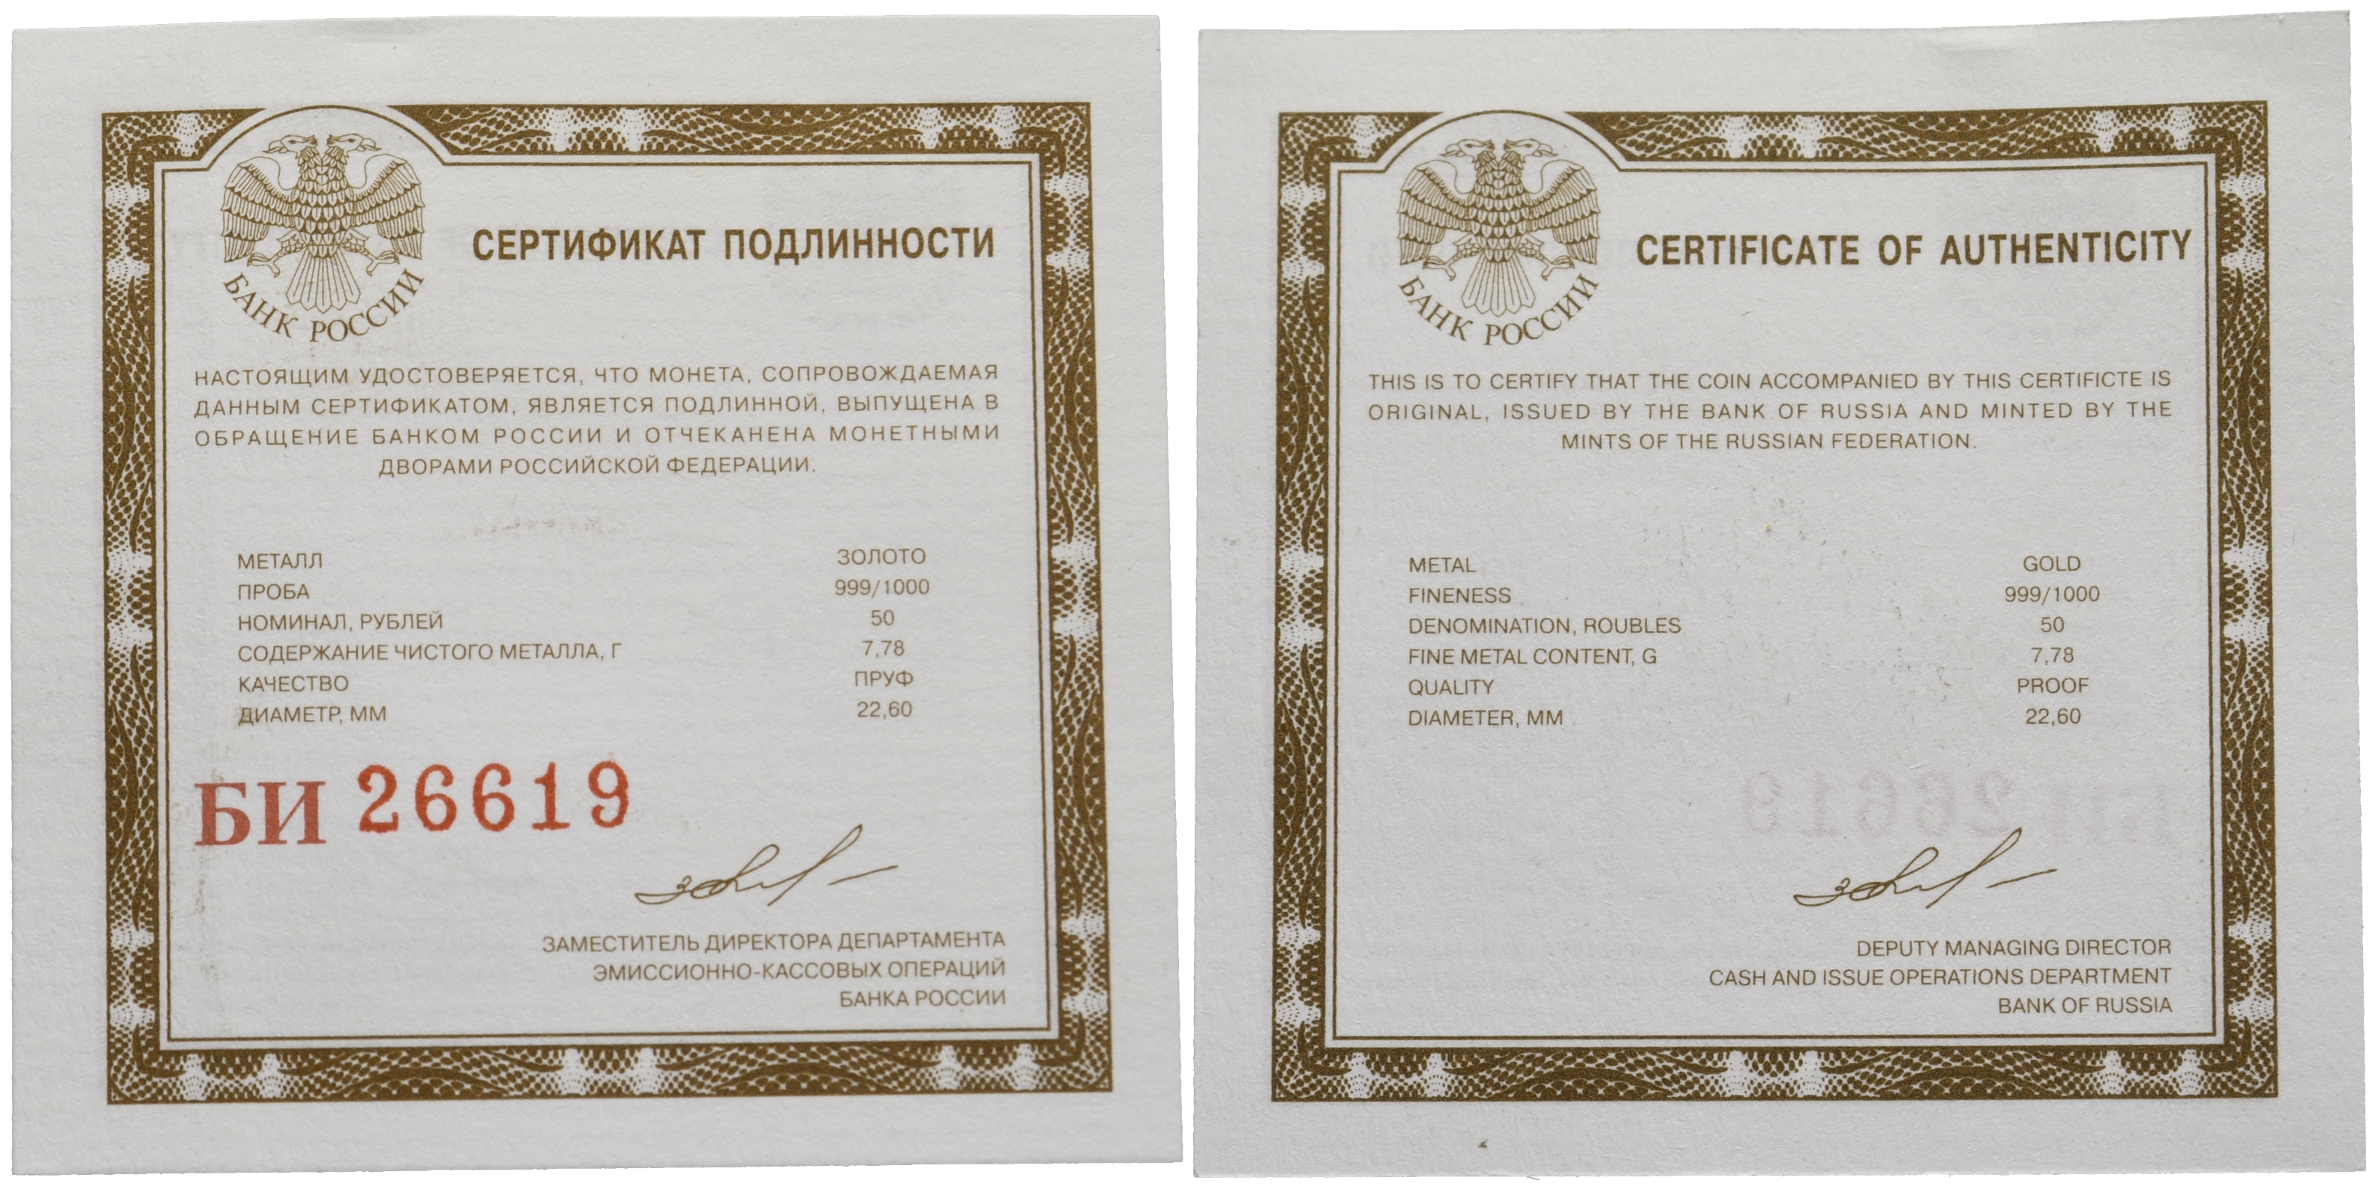 БАНК РОССИИ
СЕРТИФИКАТ ПОДЛИННОСТИ
НАСТОЯЩИМ УДОСТОВЕРЯЕТСЯ, ЧТО МОНЕТА, СОПРОВОЖДАЕМАЯ
ДАННЫМ СЕРТИФИКАТОМ, ЯВЛЯЕТСЯ ПОДЛИННОЙ, ВЫПУЩЕНА В
ОБРАЩЕНИЕ БАНКОМ РОССИИ И ОТЧЕКАНЕНА МОНЕТНЫМИ
ДВОРАМИ РОССИЙСКОЙ ФЕДЕРАЦИИ.
МЕТАЛЛ ЗОЛОТО
ПРОБА 999/1000
НОМИНАЛ, РУБЛЕЙ 50
СОДЕРЖАНИЕ ЧИСТОГО МЕТАЛЛА, Г 7,78
КАЧЕСТВО ПРУФ
ДИАМЕТР, ММ 22,60
БИ 26619
ЗАМЕСТИТЕЛЬ ДИРЕКТОРА ДЕПАРТАМЕНТА
ЭМИССИОННО-КАССОВЫХ ОПЕРАЦИЙ
БАНКА РОССИИ
БАНК РОССИИ
CERTIFICATE OF AUTHENTICITY
THIS IS TO CERTIFY THAT THE COIN ACCOMPANIED BY THIS CERTIFICTE IS
ORIGINAL, ISSUED BY THE BANK OF RUSSIA AND MINTED BY THE
MINTS OF THE RUSSIAN FEDERATION.
METAL GOLD
FINENESS 999/1000
DENOMINATION, ROUBLES 50
FINE METAL CONTENT, G 7,78
QUALITY PROOF
DIAMETER, MM 22,60
DEPUTY MANAGING DIRECTOR
CASH AND ISSUE OPERATIONS DEPARTMENT
BANK OF RUSSIA